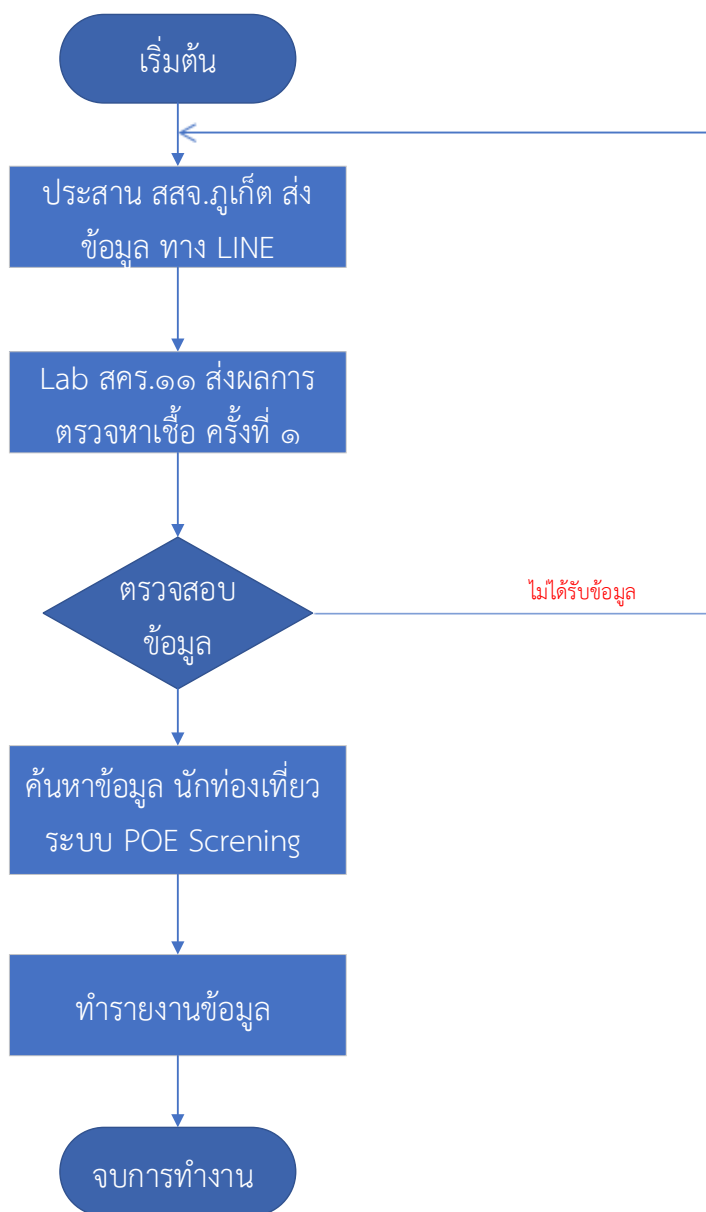 เริ่มต้น
ประสาน สสจ.ภูเก็ต ส่ง
ข้อมูล ทาง LINE
Lab สคร.๑๑ ส่งผลการ
ตรวจหาเชื้อ ครั้งที่ ๑
ตรวจสอบ
ข้อมูล
ไม่ได้รับข้อมูล
ค้นหาข้อมูล นักท่องเที่ยว
ระบบ POE Screning
ทำรายงานข้อมูล
จบการทำงาน